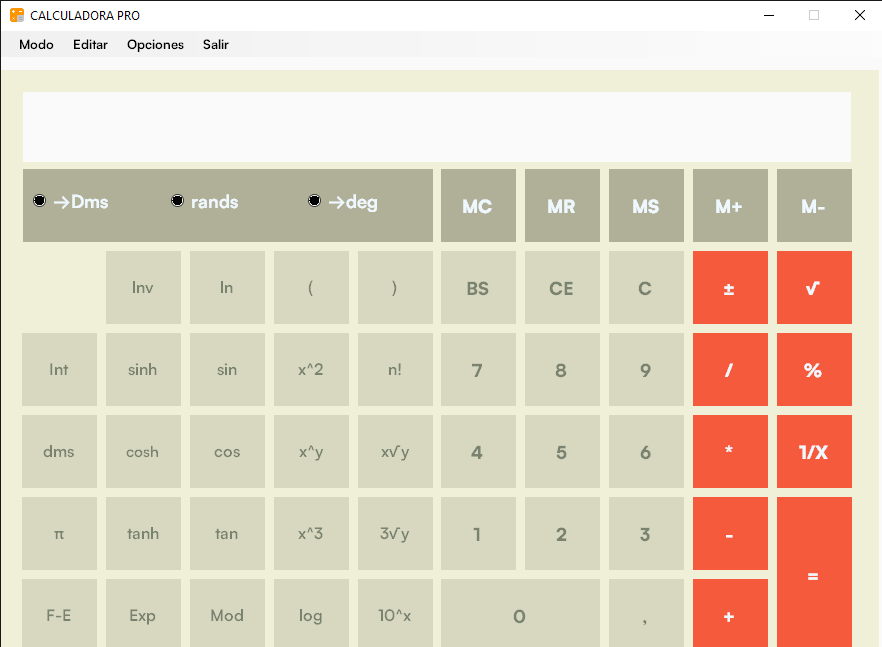 CALCULADORA PRO
Modo Editar Opciones Salir
→Dms rands →deg MC MR MS M+ M-
Inv ln ( ) BS CE C ± √
Int sinh sin x^2 n! 7 8 9 / %
dms cosh cos x^y x√y 4 5 6 * 1/X
π tanh tan x^3 3√y 1 2 3 - =
F-E Exp Mod log 10^x 0 , +